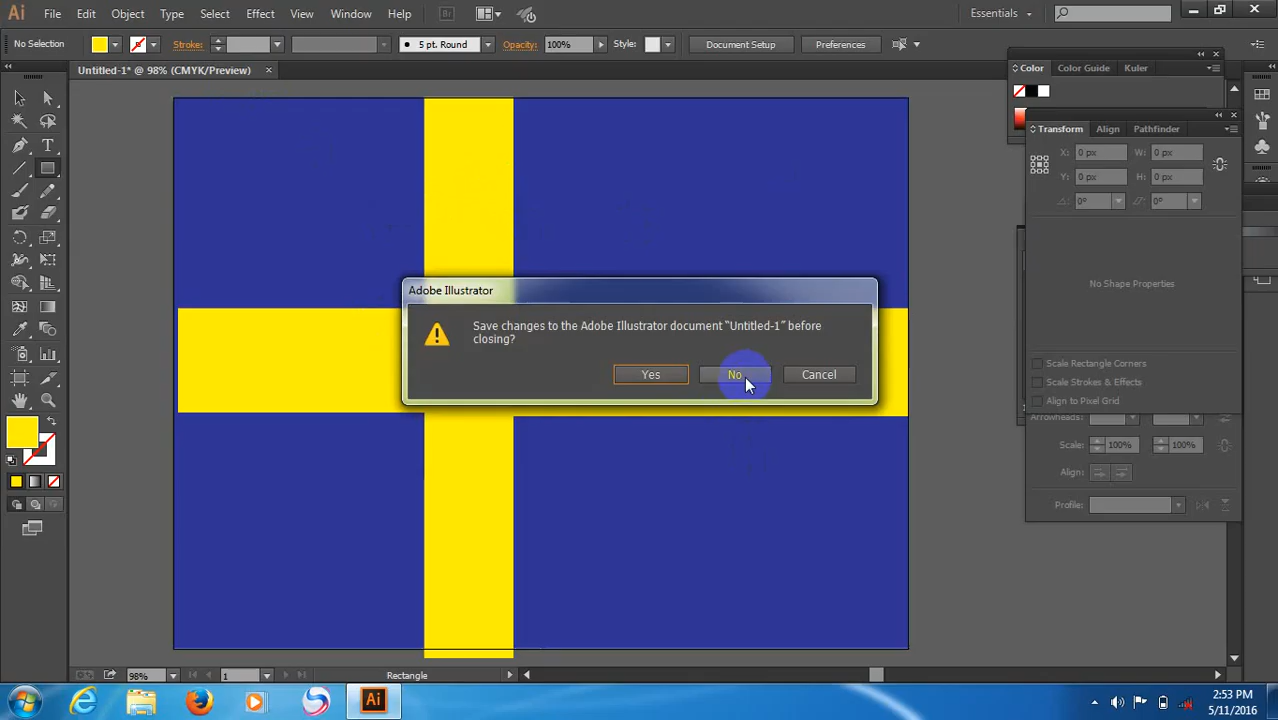 Ai File Edit Object Type Select Effect View Window Help Br Essentials
No Selection Stroke: 5 pt. Round Opacity: 100% Style: Document Setup Preferences
Untitled-1* @ 98% (CMYK/Preview)
Color Color Guide Kuler
Transform Align Pathfinder
X: 0 px W: 0 px
Y: 0 px H: 0 px
0° 0°
No Shape Properties
Adobe Illustrator
Save changes to the Adobe Illustrator document "Untitled-1" before
closing?
Yes No Cancel
Scale Rectangle Corners
Scale Strokes & Effects
Align to Pixel Grid
Arrowheads:
Scale: 100% 100%
Align:
Profile:
98% 1 Rectangle
Ai
2:53 PM
5/11/2016